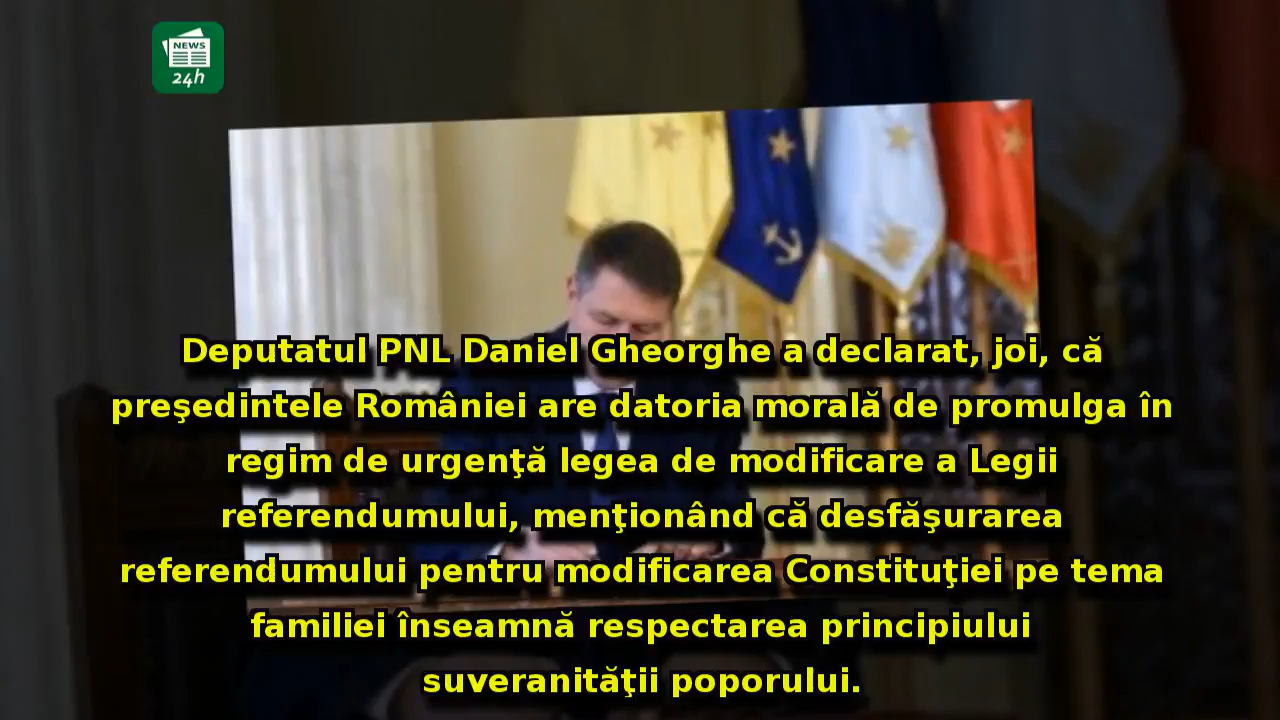 NEWS
24h
Deputatul PNL Daniel Gheorghe a declarat, joi, că
preşedintele României are datoria morală de promulga în
regim de urgenţă legea de modificare a Legii
referendumului, menţionând că desfăşurarea
referendumului pentru modificarea Constituţiei pe tema
familiei înseamnă respectarea principiului
suveranităţii poporului.